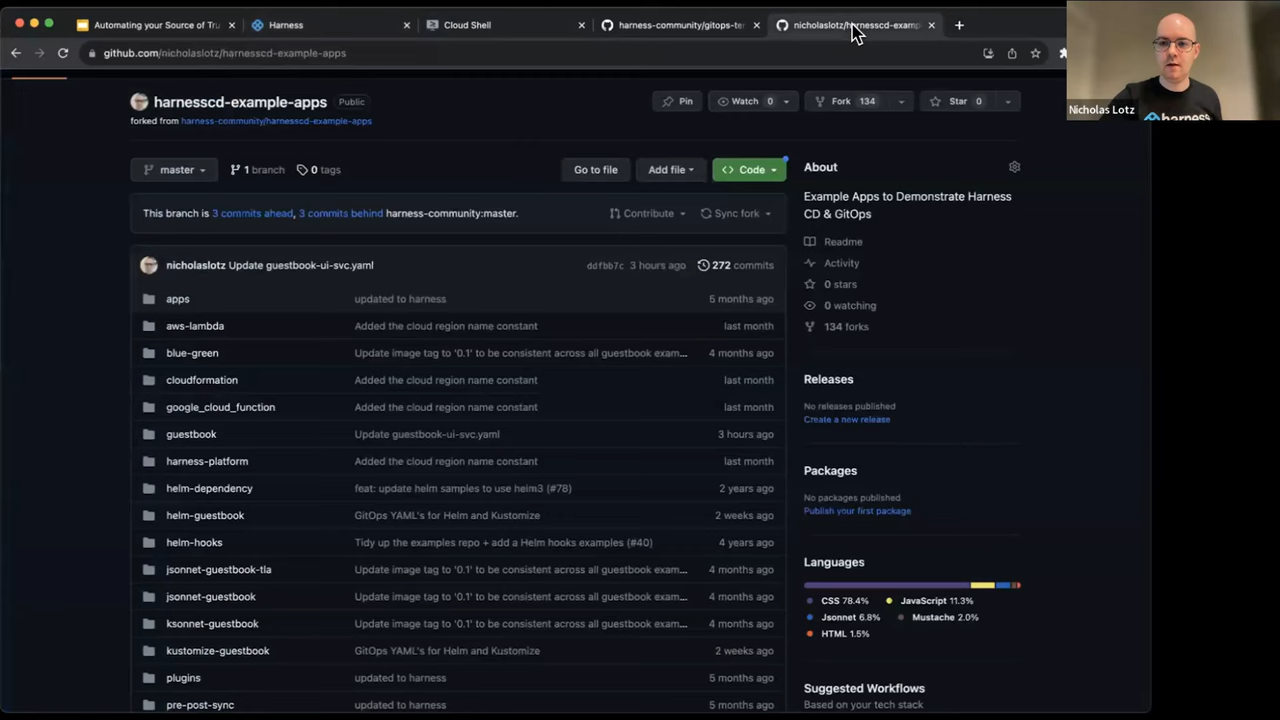 Automating your Source of Tru
Harness
Cloud Shell
harness-community/gitops-te
nicholaslotz/harnesscd-examp
github.com/nicholaslotz/harnesscd-example-apps
Nicholas Lotz
harness
harnesscd-example-apps Public
Pin Watch 0 Fork 134 Star 0
forked from harness-community/harnesscd-example-apps
master 1 branch 0 tags Go to file Add file Code
This branch is 3 commits ahead, 3 commits behind harness-community:master. Contribute Sync fork
nicholaslotz Update guestbook-ui-svc.yaml ddfbb7c 3 hours ago 272 commits
apps updated to harness 5 months ago
aws-lambda Added the cloud region name constant last month
blue-green Update image tag to '0.1' to be consistent across all guestbook exam... 4 months ago
cloudformation Added the cloud region name constant last month
google_cloud_function Added the cloud region name constant last month
guestbook Update guestbook-ui-svc.yaml 3 hours ago
harness-platform Added the cloud region name constant last month
helm-dependency feat: update helm samples to use helm3 (#78) 2 years ago
helm-guestbook GitOps YAML's for Helm and Kustomize 2 weeks ago
helm-hooks Tidy up the examples repo + add a Helm hooks examples (#40) 4 years ago
jsonnet-guestbook-tla Update image tag to '0.1' to be consistent across all guestbook exam... 4 months ago
jsonnet-guestbook Update image tag to '0.1' to be consistent across all guestbook exam... 4 months ago
ksonnet-guestbook Update image tag to '0.1' to be consistent across all guestbook exam... 4 months ago
kustomize-guestbook GitOps YAML's for Helm and Kustomize 2 weeks ago
plugins updated to harness 5 months ago
pre-post-sync updated to harness 5 months ago
About
Example Apps to Demonstrate Harness
CD & GitOps
Readme
Activity
0 stars
0 watching
134 forks
Releases
No releases published
Create a new release
Packages
No packages published
Publish your first package
Languages
CSS 78.4% JavaScript 11.3%
Jsonnet 6.8% Mustache 2.0%
HTML 1.5%
Suggested Workflows
Based on your tech stack